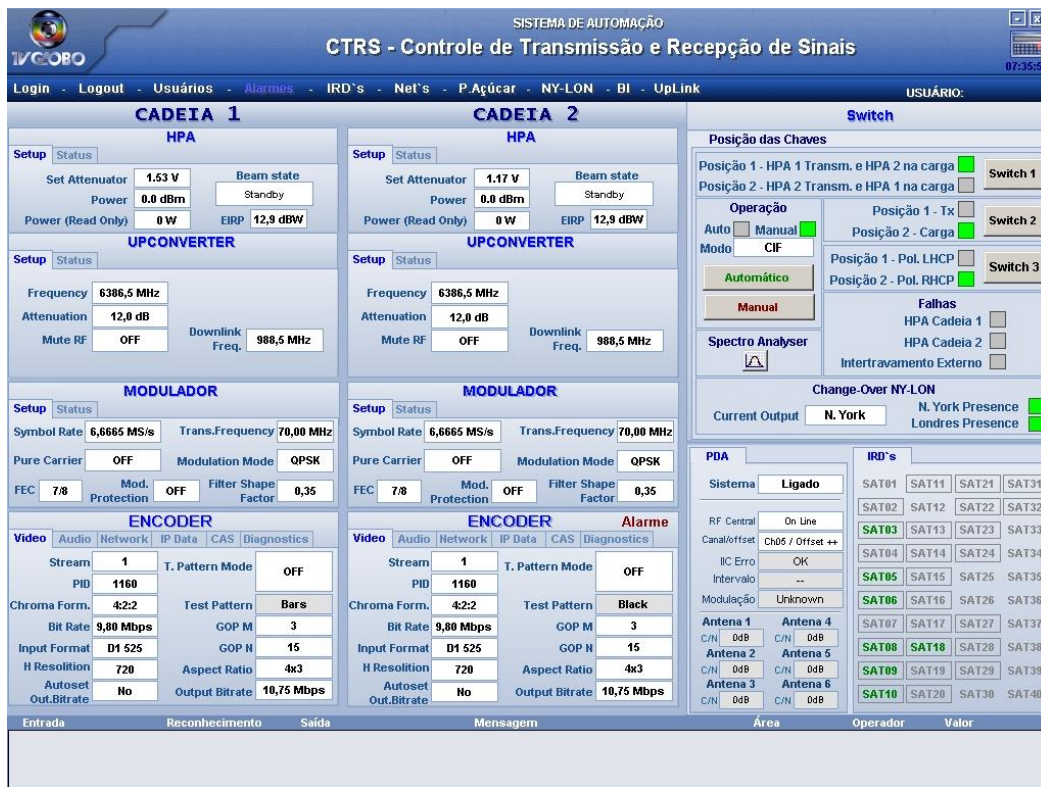 SISTEMA DE AUTOMAÇÃO
CTRS - Controle de Transmissão e Recepção de Sinais
TV GLOBO
07:35:5
Login - Logout - Usuários - Alarmes - IRD`s - Net`s - P.Açúcar - NY-LON - BI - UpLink
USUÁRIO:
CADEIA 1
HPA
Setup Status
Set Attenuator 1.53 V Beam state
Power 0.0 dBm Standby
Power (Read Only) 0 W EIRP 12,9 dBW
UPCONVERTER
Setup Status
Frequency 6386,5 MHz
Attenuation 12,0 dB
Mute RF OFF Downlink Freq. 988,5 MHz
MODULADOR
Setup Status
Symbol Rate 6,6665 MS/s Trans.Frequency 70,00 MHz
Pure Carrier OFF Modulation Mode QPSK
FEC 7/8 Mod. Protection OFF Filter Shape Factor 0,35
ENCODER
Video Audio Network IP Data CAS Diagnostics
Stream 1 T. Pattern Mode OFF
PID 1160
Chroma Form. 4:2:2 Test Pattern Bars
Bit Rate 9,80 Mbps GOP M 3
Input Format D1 525 GOP N 15
H Resolition 720 Aspect Ratio 4x3
Autoset Out.Bitrate No Output Bitrate 10,75 Mbps
CADEIA 2
HPA
Setup Status
Set Attenuator 1.17 V Beam state
Power 0.0 dBm Standby
Power (Read Only) 0 W EIRP 12,9 dBW
UPCONVERTER
Setup Status
Frequency 6386,5 MHz
Attenuation 12,0 dB
Mute RF OFF Downlink Freq. 988,5 MHz
MODULADOR
Setup Status
Symbol Rate 6,6665 MS/s Trans.Frequency 70,00 MHz
Pure Carrier OFF Modulation Mode QPSK
FEC 7/8 Mod. Protection OFF Filter Shape Factor 0,35
ENCODER Alarme
Video Audio Network IP Data CAS Diagnostics
Stream 1 T. Pattern Mode OFF
PID 1160
Chroma Form. 4:2:2 Test Pattern Black
Bit Rate 9,80 Mbps GOP M 3
Input Format D1 525 GOP N 15
H Resolition 720 Aspect Ratio 4x3
Autoset Out.Bitrate No Output Bitrate 10,75 Mbps
Switch
Posição das Chaves
Posição 1 - HPA 1 Transm. e HPA 2 na carga
Posição 2 - HPA 2 Transm. e HPA 1 na carga
Switch 1
Operação
Auto Manual
Modo CIF
Automático
Manual
Posição 1 - Tx
Posição 2 - Carga
Switch 2
Posição 1 - Pol. LHCP
Posição 2 - Pol. RHCP
Switch 3
Falhas
HPA Cadeia 1
HPA Cadeia 2
Intertravamento Externo
Spectro Analyser
Change-Over NY-LON
Current Output N. York
N. York Presence
Londres Presence
PDA
Sistema Ligado
RF Central On Line
Canal/offset Ch05 / Offset ++
IIC Erro OK
Intervalo --
Modulação Unknown
Antena 1 Antena 4
C/N 0dB C/N 0dB
Antena 2 Antena 5
C/N 0dB C/N 0dB
Antena 3 Antena 6
C/N 0dB C/N 0dB
IRD`s
SAT01 SAT11 SAT21 SAT31
SAT02 SAT12 SAT22 SAT32
SAT03 SAT13 SAT23 SAT33
SAT04 SAT14 SAT24 SAT34
SAT05 SAT15 SAT25 SAT35
SAT06 SAT16 SAT26 SAT36
SAT07 SAT17 SAT27 SAT37
SAT08 SAT18 SAT28 SAT38
SAT09 SAT19 SAT29 SAT39
SAT10 SAT20 SAT30 SAT40
Entrada Reconhecimento Saída Mensagem Área Operador Valor